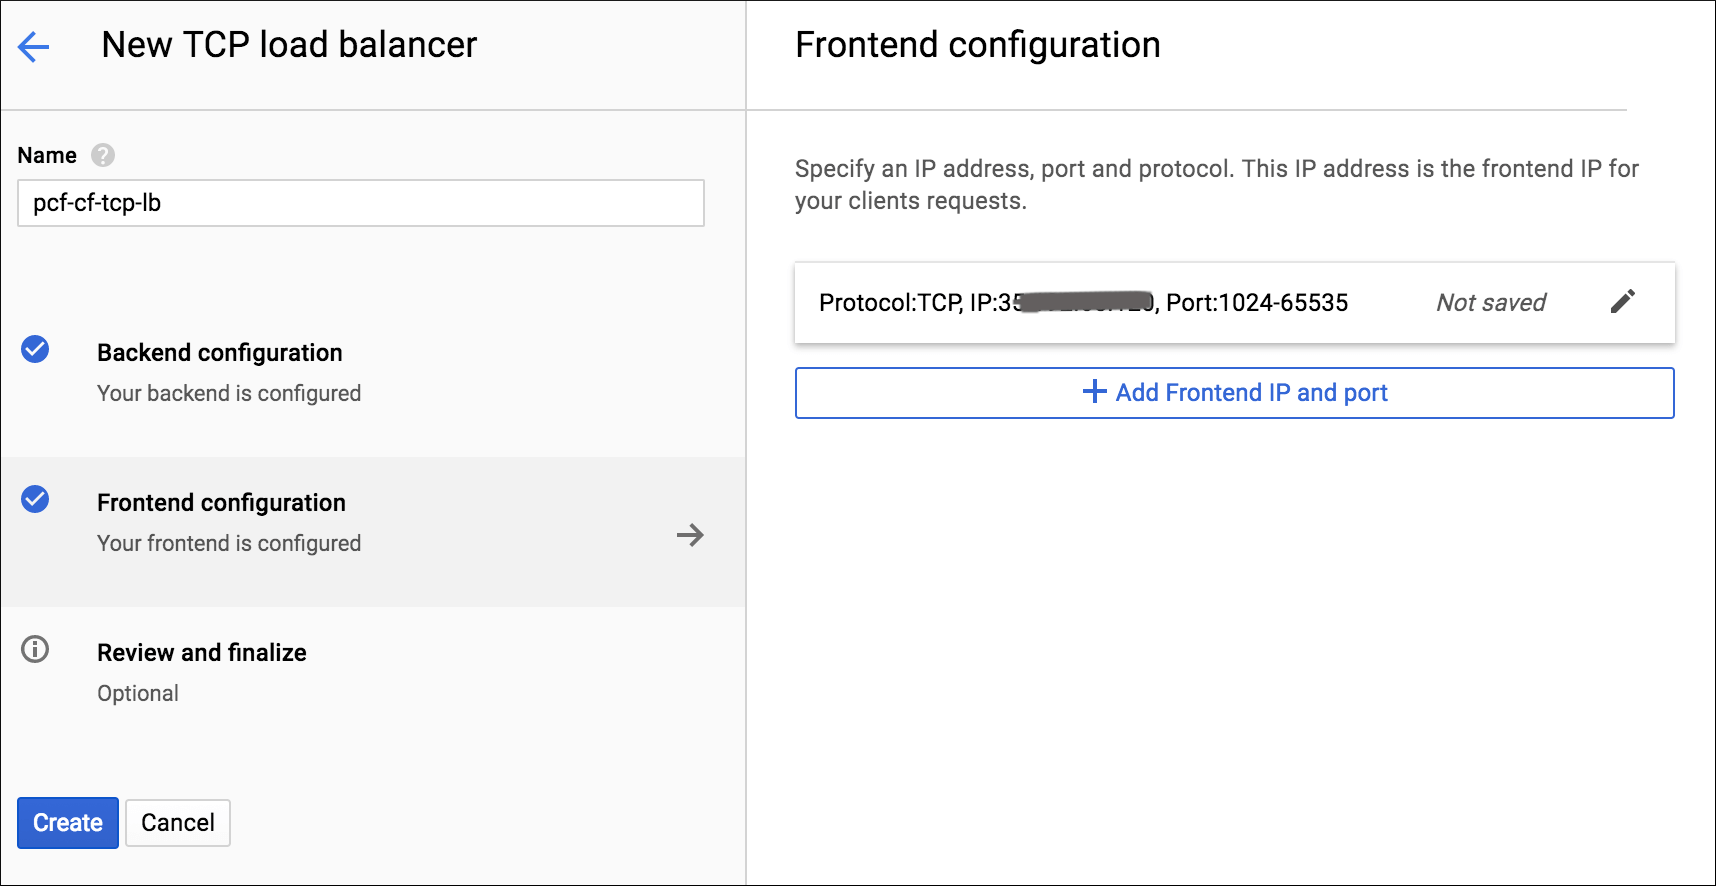 New TCP load balancer
Name ?
pcf-cf-tcp-lb
Backend configuration
Your backend is configured
Frontend configuration
Your frontend is configured
Review and finalize
Optional
Create Cancel
Frontend configuration
Specify an IP address, port and protocol. This IP address is the frontend IP for
your clients requests.
Protocol:TCP, IP:35 , Port:1024-65535 Not saved
Add Frontend IP and port